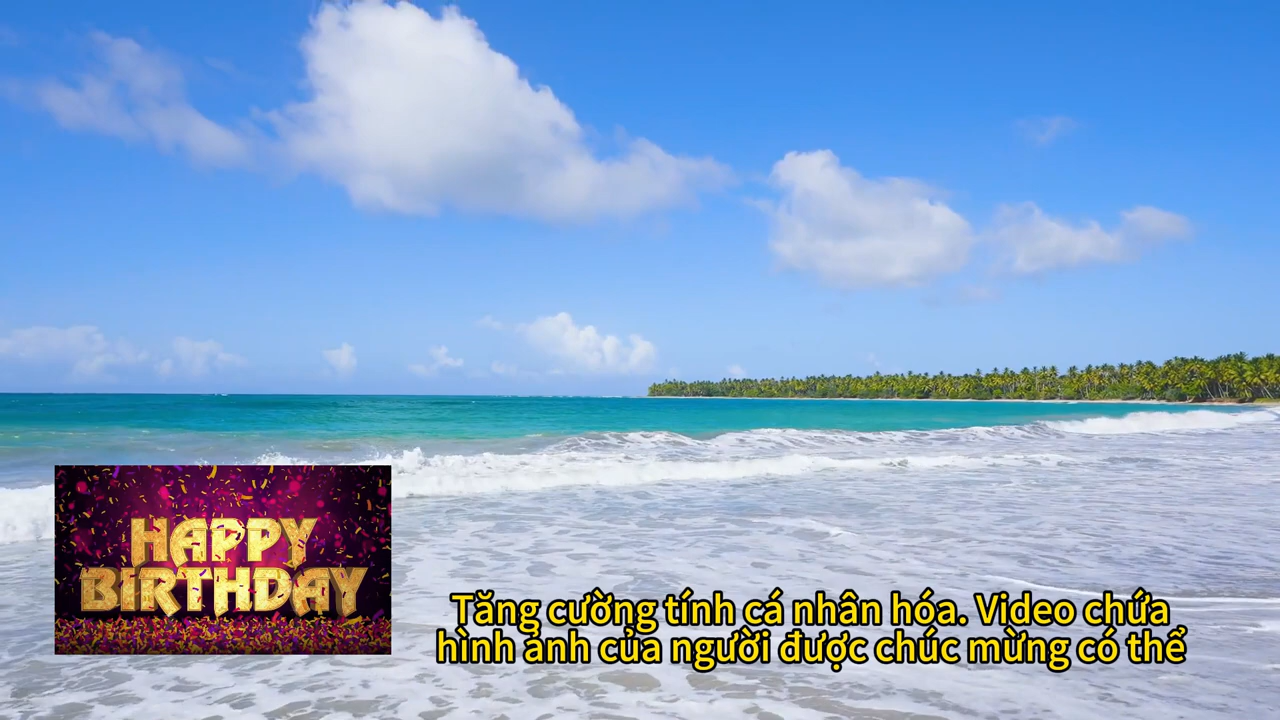 HAPPY
BIRTHDAY
Tăng cường tính cá nhân hóa. Video chứa
hình ảnh của người được chúc mừng có thể